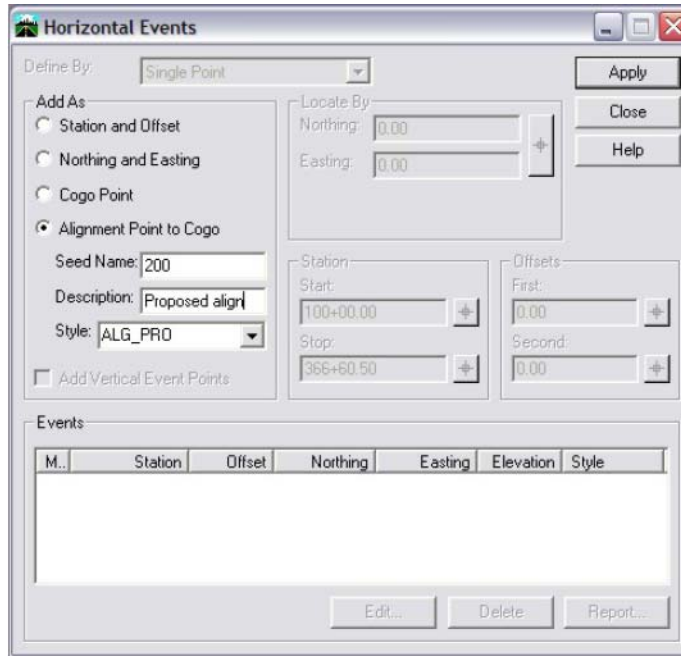 Horizontal Events
Define By: Single Point
Apply
Close
Help
Add As
Station and Offset
Northing and Easting
Cogo Point
Alignment Point to Cogo
Seed Name: 200
Description: Proposed align
Style: ALG_PRO
Add Vertical Event Points
Locate By
Northing: 0.00
Easting: 0.00
Station
Start:
100+00.00
Stop:
366+60.50
Offsets
First:
0.00
Second:
0.00
Events
M.. Station Offset Northing Easting Elevation Style
Edit... Delete Report...